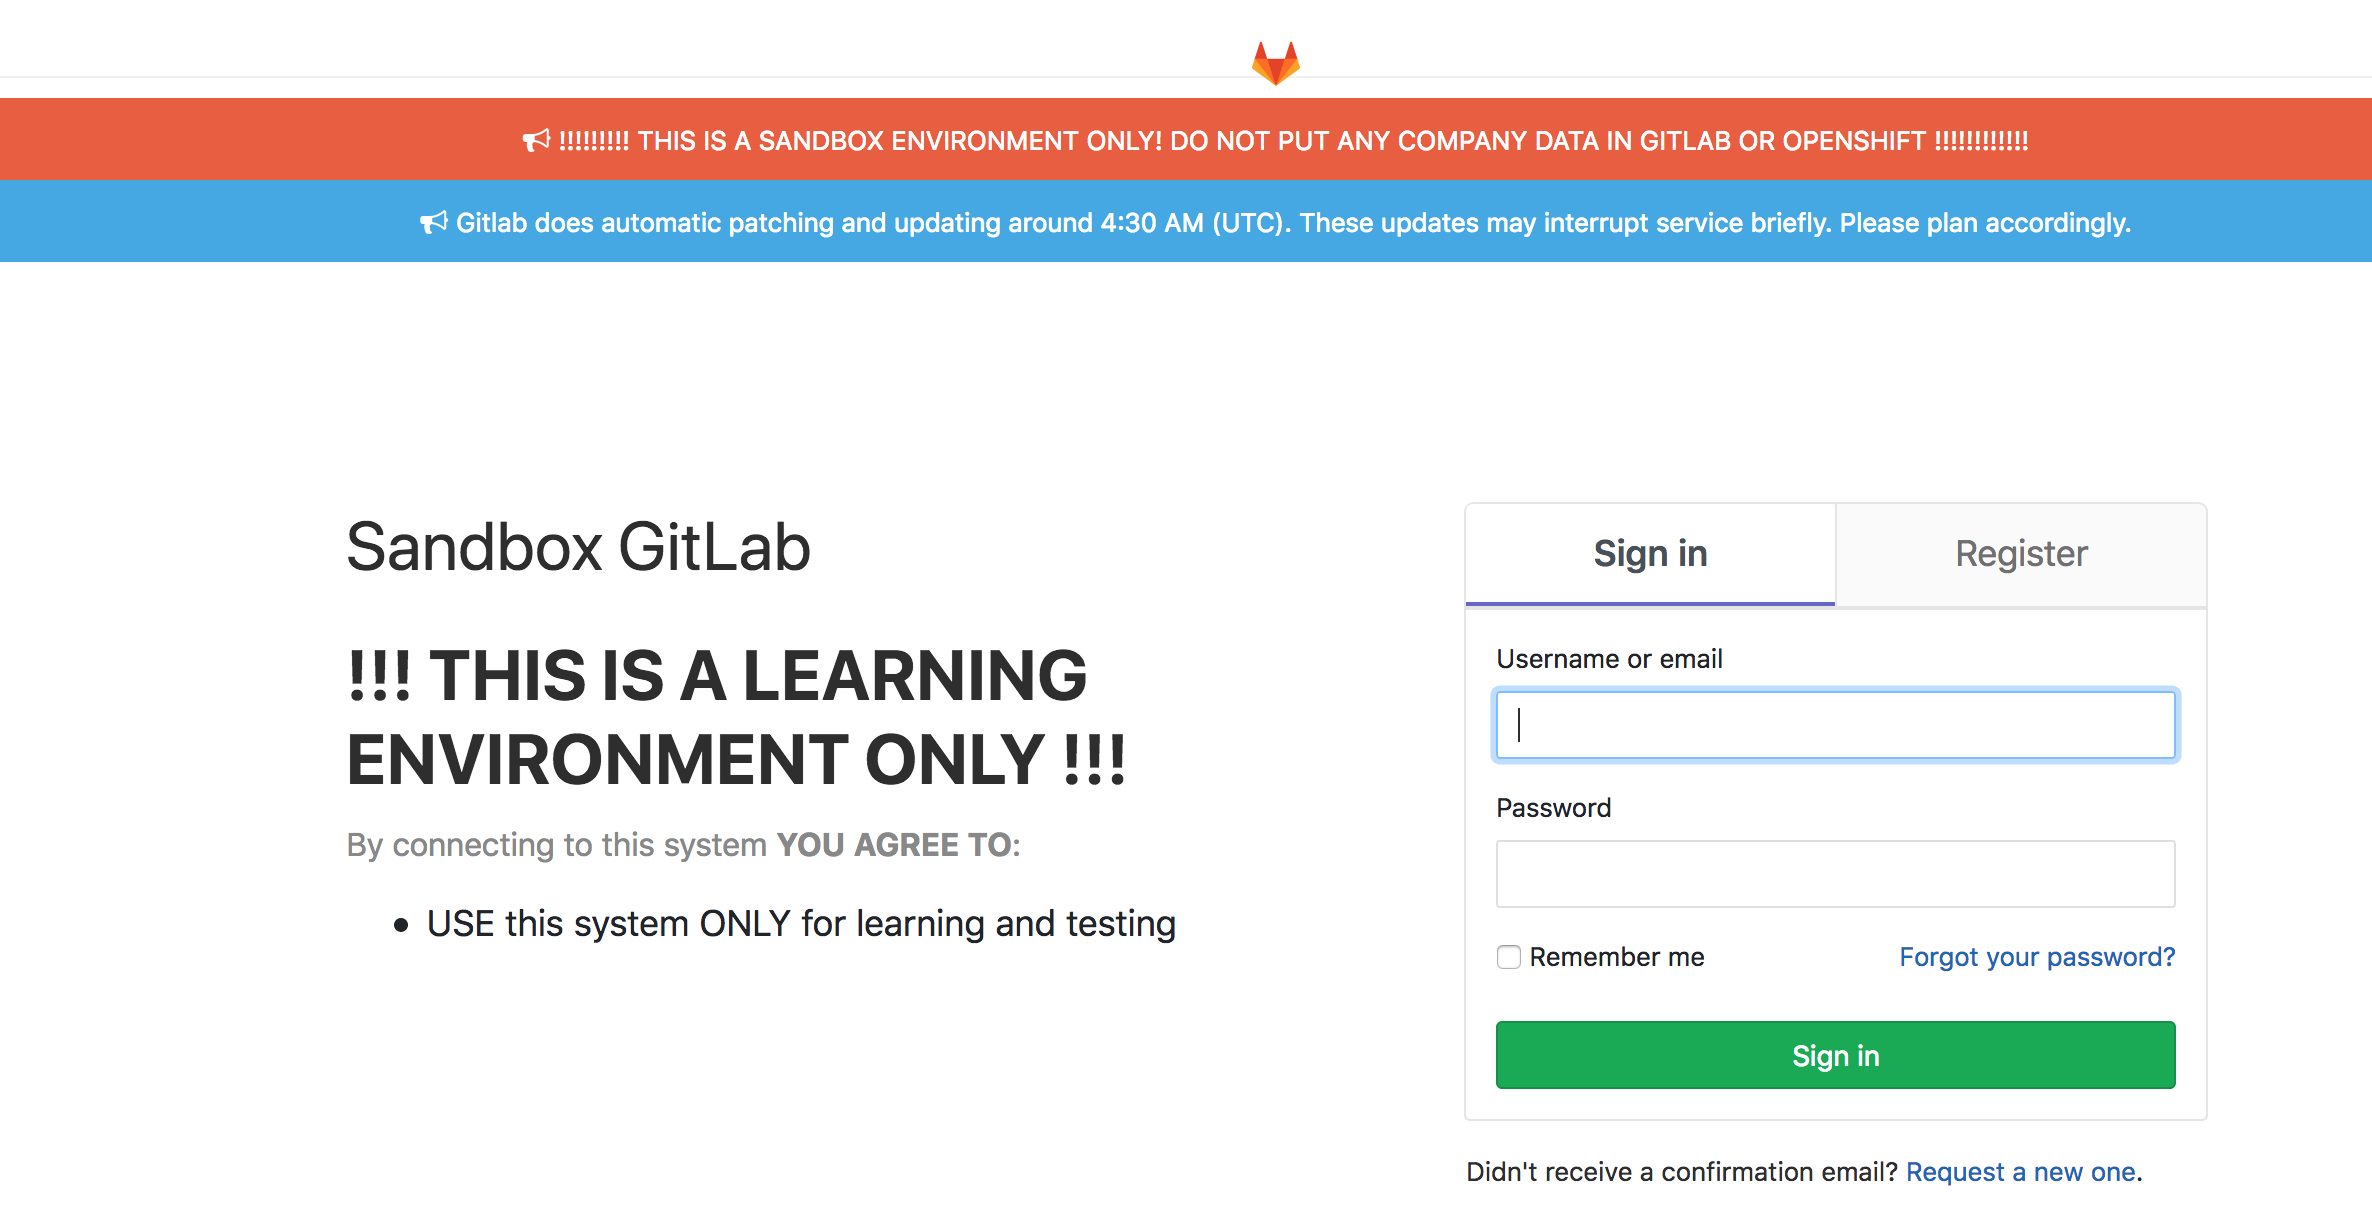 !!!!!!!!! THIS IS A SANDBOX ENVIRONMENT ONLY! DO NOT PUT ANY COMPANY DATA IN GITLAB OR OPENSHIFT !!!!!!!!!!!!
Gitlab does automatic patching and updating around 4:30 AM (UTC). These updates may interrupt service briefly. Please plan accordingly.
Sandbox GitLab
!!! THIS IS A LEARNING
ENVIRONMENT ONLY !!!
By connecting to this system YOU AGREE TO:
• USE this system ONLY for learning and testing
Sign in
Register
Username or email
Password
Remember me
Forgot your password?
Sign in
Didn't receive a confirmation email? Request a new one.